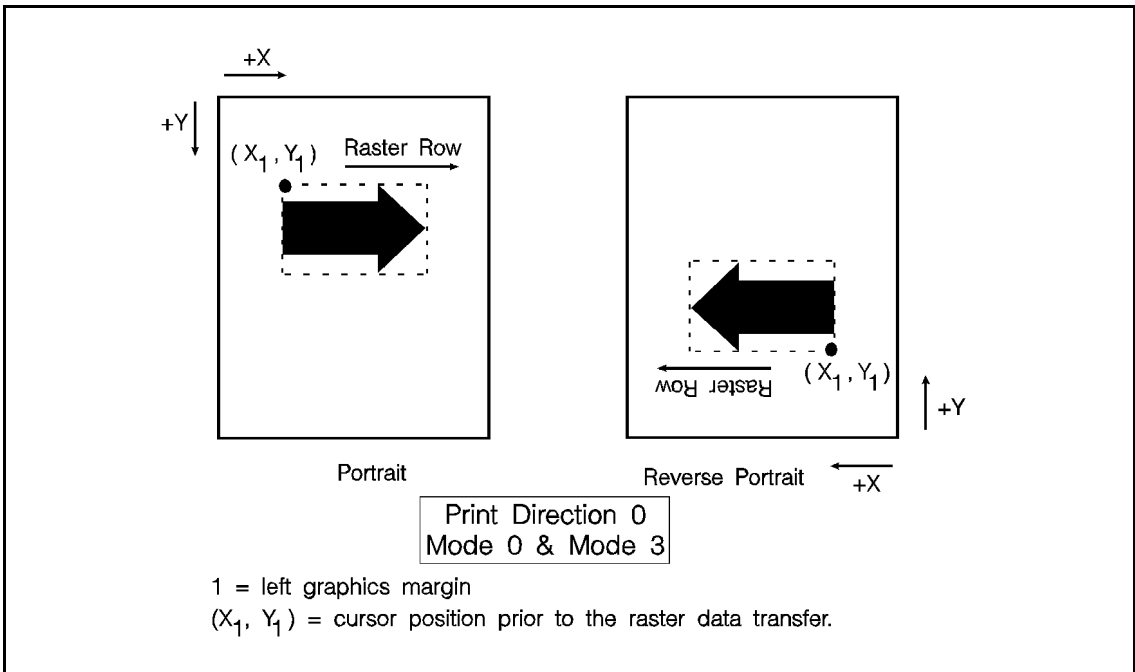 +X
+Y
(X1, Y1)
Raster Row
Portrait
Raster Row
(X1, Y1)
+Y
+X
Reverse Portrait
Print Direction 0
Mode 0 & Mode 3
1 = left graphics margin
(X1, Y1) = cursor position prior to the raster data transfer.